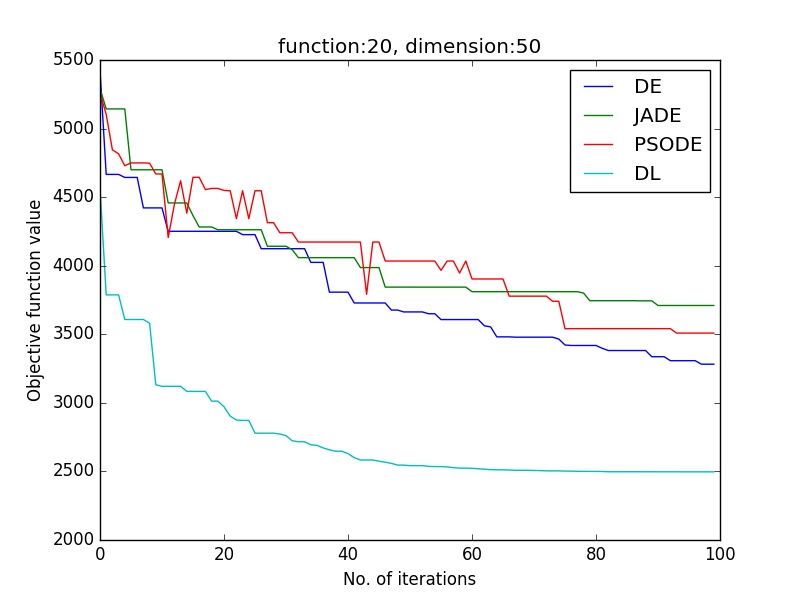 function:20, dimension:50
Objective function value
5500
5000
4500
4000
3500
3000
2500
2000
DE
JADE
PSODE
DL
0 20 40 60 80 100
No. of iterations